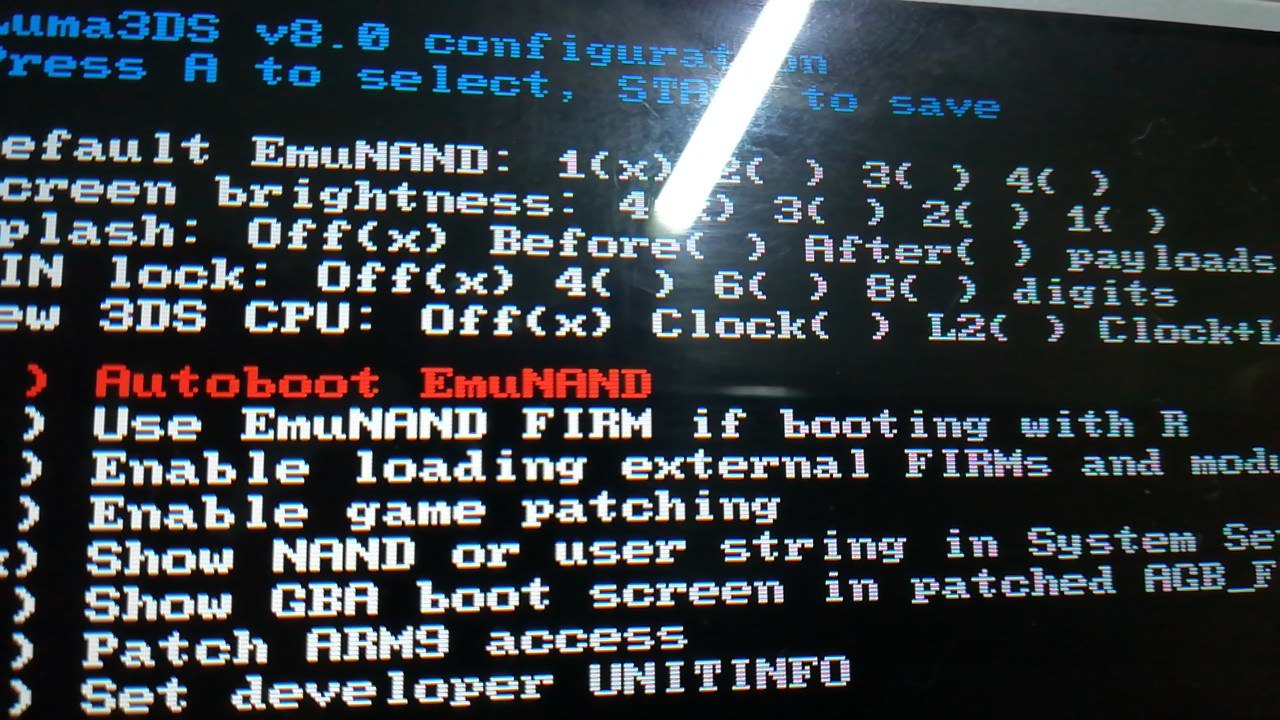 uma3DS v8.0 configuration
ress A to select, START to save
efault EmuNAND: 1(x) 2( ) 3( ) 4( )
creen brightness: 4( ) 3( ) 2( ) 1( )
plash: Off(x) Before( ) After( ) payloads
IN lock: Off(x) 4( ) 6( ) 8( ) digits
ew 3DS CPU: Off(x) Clock( ) L2( ) Clock+L
) Autoboot EmuNAND
) Use EmuNAND FIRM if booting with R
) Enable loading external FIRMs and modu
) Enable game patching
x) Show NAND or user string in System Se
) Show GBA boot screen in patched AGB_F
) Patch ARM9 access
) Set developer UNITINFO